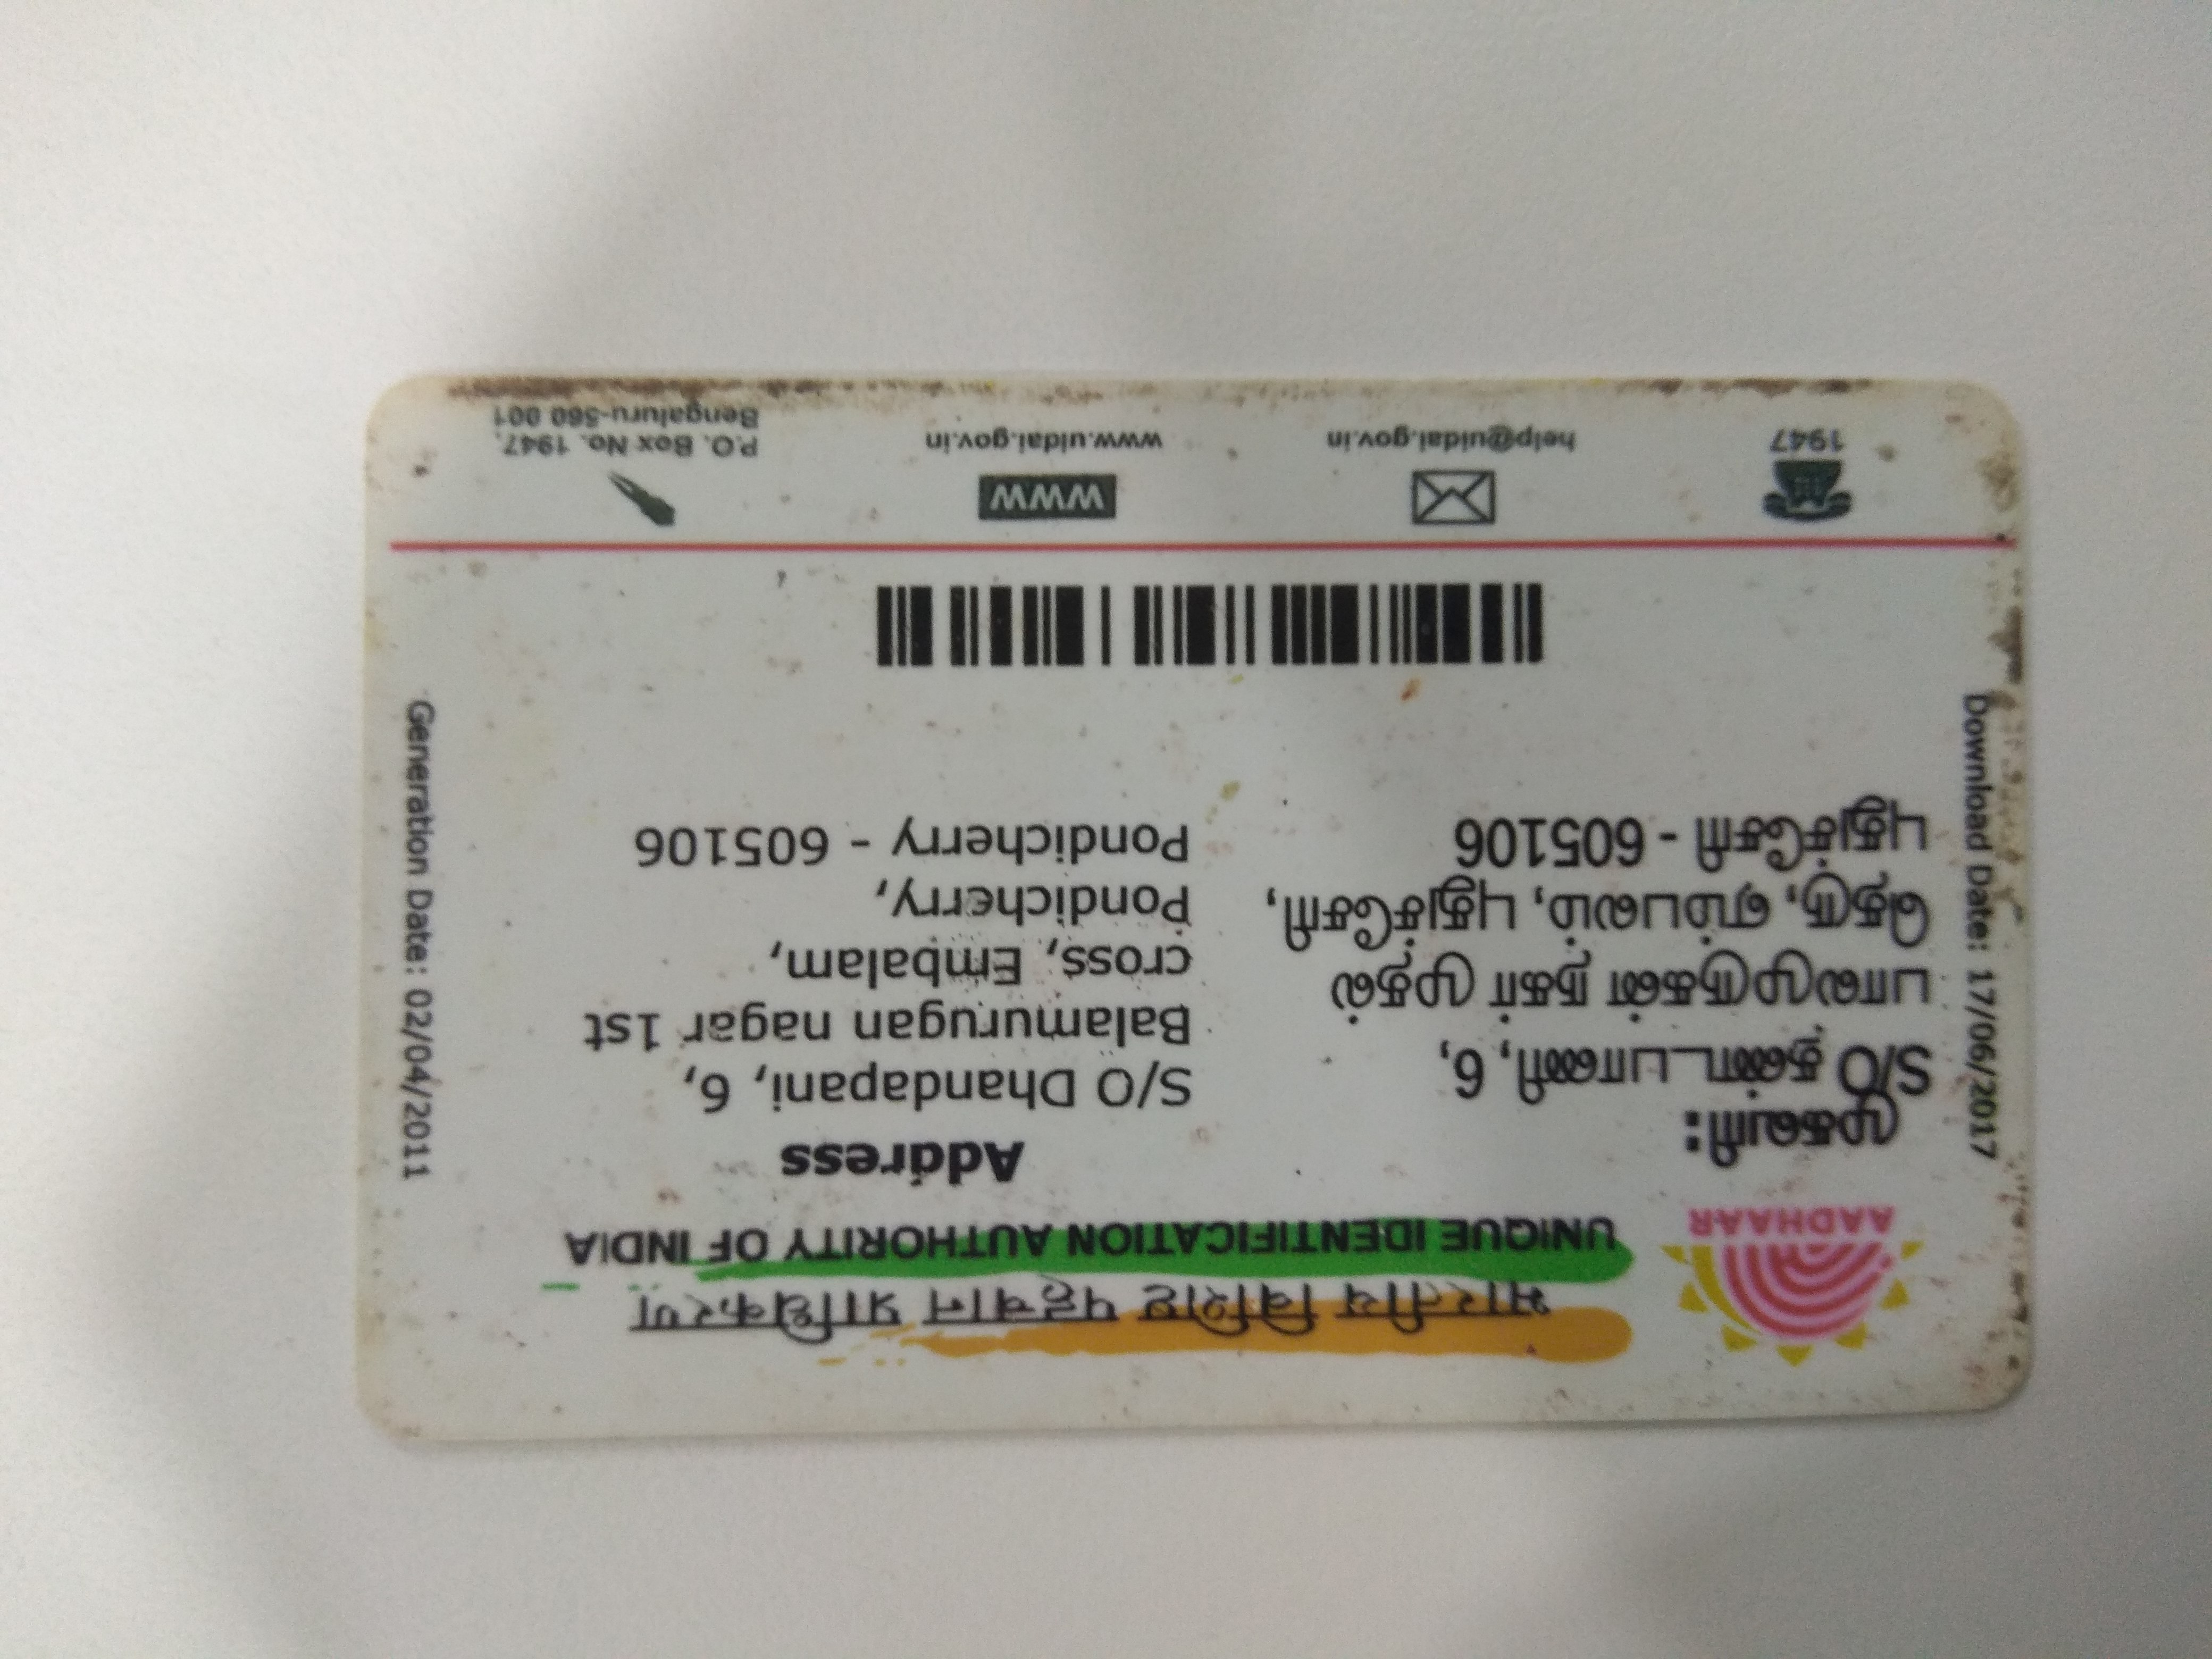 भारतीय विशिष्ट पहचान प्राधिकरण
UNIQUE IDENTIFICATION AUTHORITY OF INDIA
AADHAAR
முகவரி:
S/O தண்டபாணி, 6,
பாலமுருகன் நகர் முதல்
தெரு, ஏம்பலம், புதுச்சேரி,
புதுச்சேரி - 605106
Address
S/O Dhandapani, 6,
Balamurugan nagar 1st
cross, Embalam,
Pondicherry,
Pondicherry - 605106
Download Date: 17/06/2017
Generation Date: 02/04/2011
1947
help@uidai.gov.in
WWW
www.uidai.gov.in
P.O. Box No. 1947,
Bengaluru-560 001